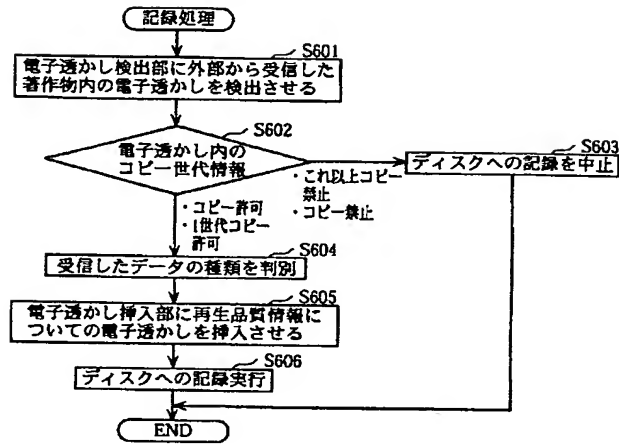 記録処理
S601
電子透かし検出部に外部から受信した
著作物内の電子透かしを検出させる
S602
電子透かし内の
コピー世代情報
S603
ディスクへの記録を中止
・これ以上コピー
禁止
・コピー禁止
・コピー許可
・1世代コピー
許可
S604
受信したデータの種類を判別
S605
電子透かし挿入部に再生品質情報に
ついての電子透かしを挿入させる
S606
ディスクへの記録実行
END